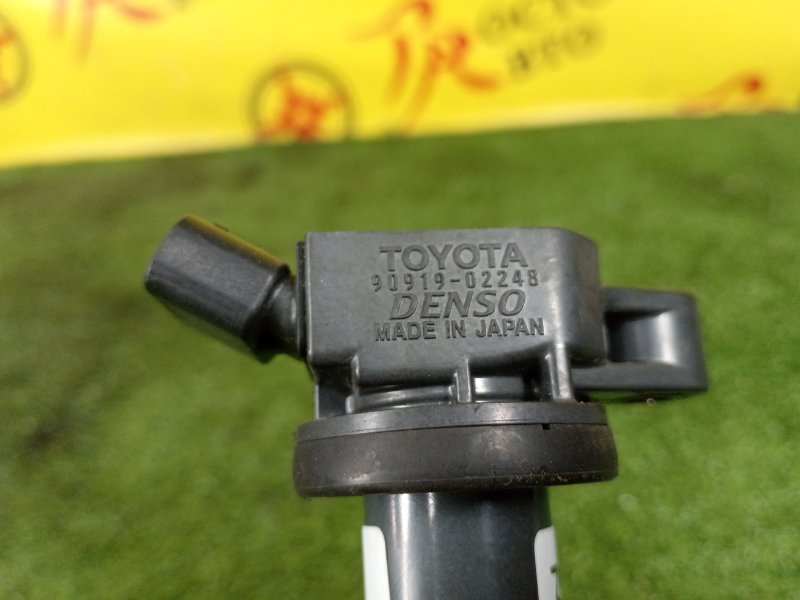 TOYOTA
90919-02248
DENSO
MADE IN JAPAN